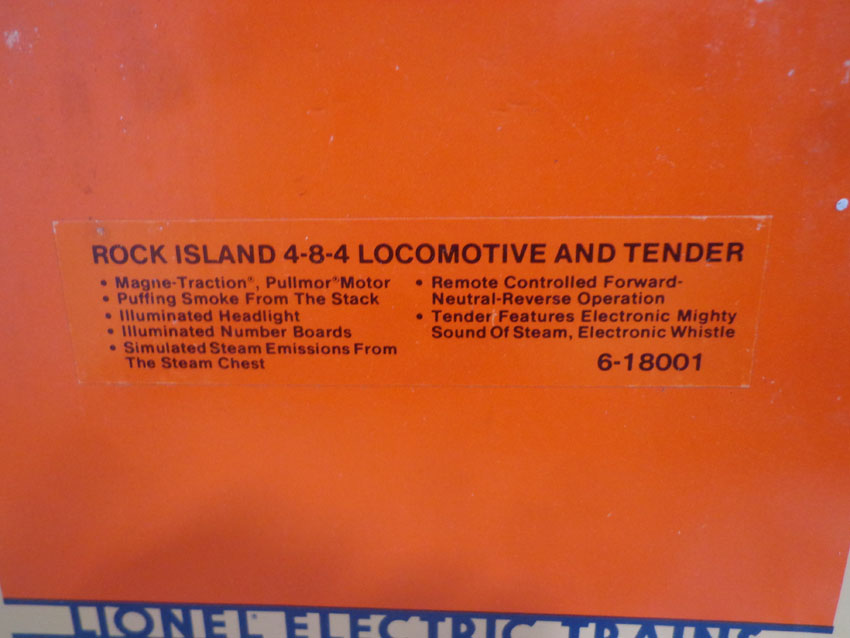 ROCK ISLAND 4-8-4 LOCOMOTIVE AND TENDER
• Magne-Traction®, Pullmor® Motor
• Puffing Smoke From The Stack
• Illuminated Headlight
• Illuminated Number Boards
• Simulated Steam Emissions From
The Steam Chest
• Remote Controlled Forward-
Neutral-Reverse Operation
• Tender Features Electronic Mighty
Sound Of Steam, Electronic Whistle
6-18001
LIONEL® ELECTRIC TRAINS